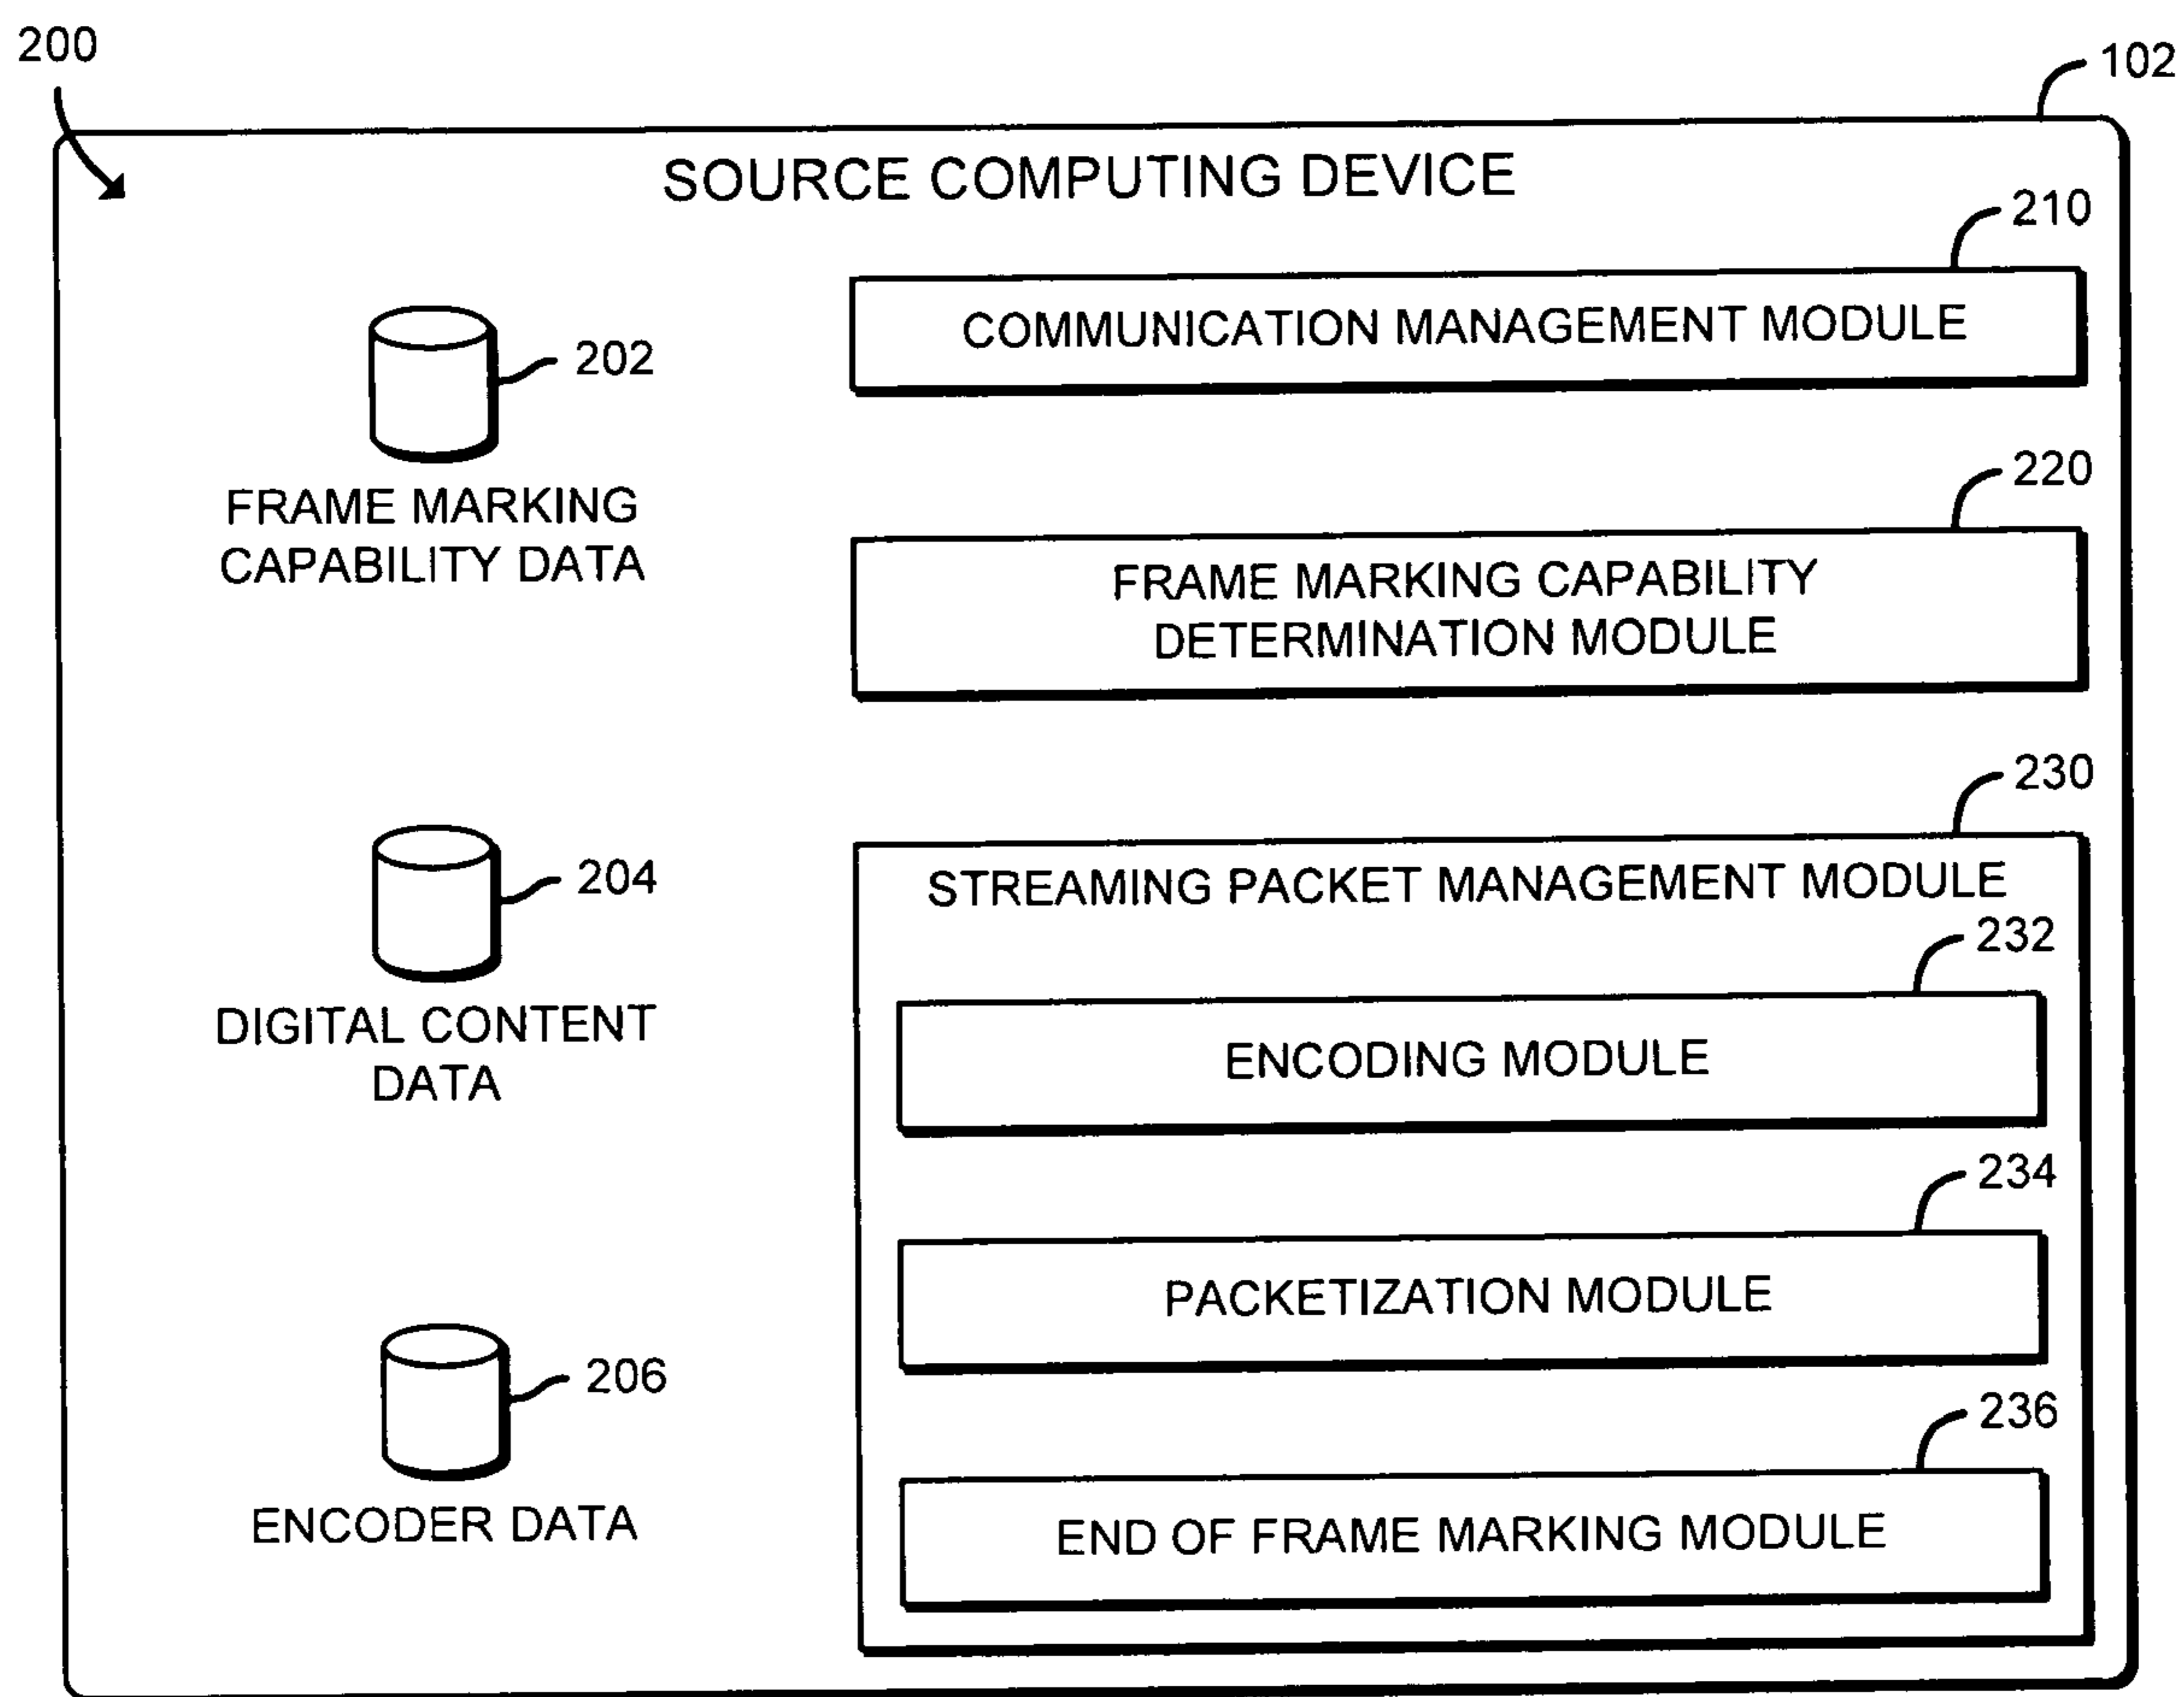 200
102
SOURCE COMPUTING DEVICE
210
COMMUNICATION MANAGEMENT MODULE
202
FRAME MARKING
CAPABILITY DATA
220
FRAME MARKING CAPABILITY
DETERMINATION MODULE
230
STREAMING PACKET MANAGEMENT MODULE
204
DIGITAL CONTENT
DATA
232
ENCODING MODULE
234
PACKETIZATION MODULE
206
ENCODER DATA
236
END OF FRAME MARKING MODULE